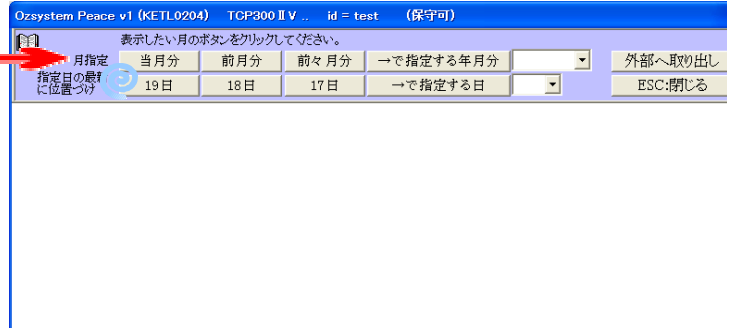 Ozsystem Peace v1 (KETL0204) TCP300ⅡV .. id = test (保守可)
表示したい月のボタンをクリックしてください。
月指定 当月分 前月分 前々月分 →で指定する年月分 外部へ取り出し
指定日の最新
に位置づけ 19日 18日 17日 →で指定する日 ESC:閉じる